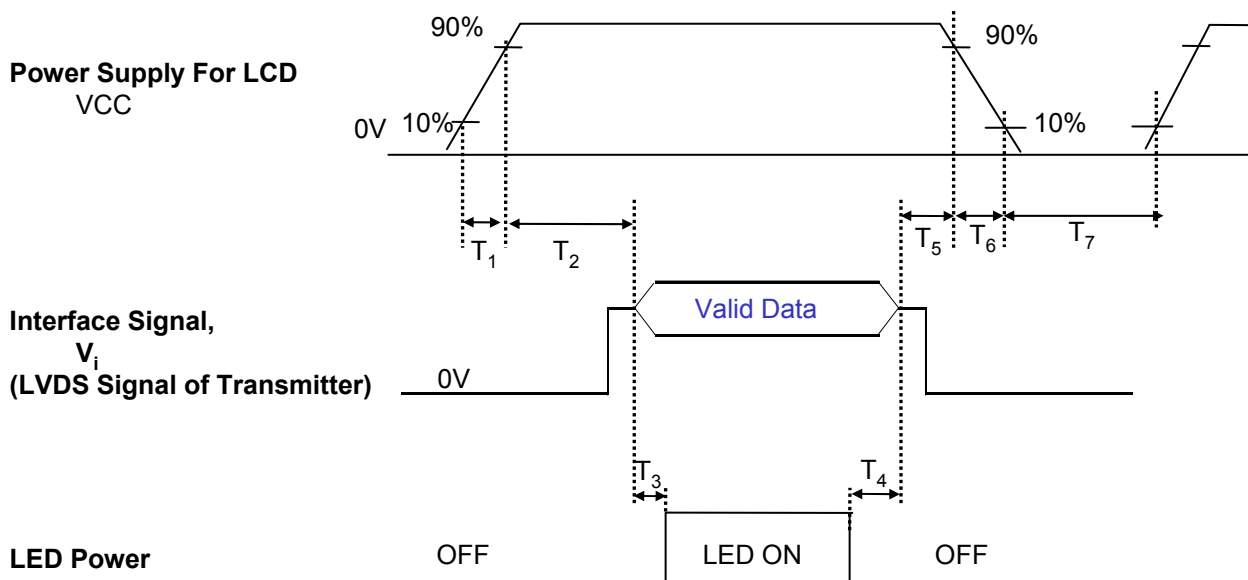 90%
90%
Power Supply For LCD
VCC
0V
10%
10%
T1
T2
T5
T6
T7
Interface Signal,
Vi
(LVDS Signal of Transmitter)
Valid Data
0V
T3
T4
LED Power
OFF
LED ON
OFF